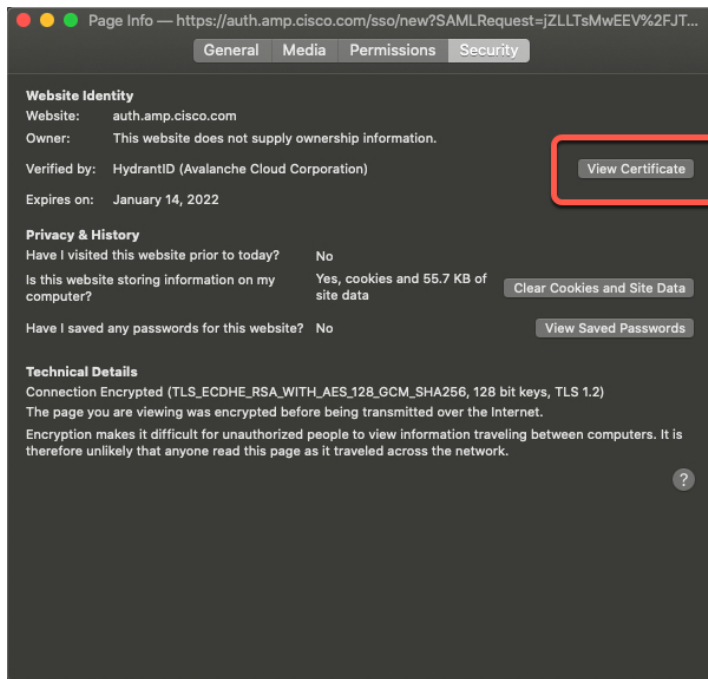 Page Info — https://auth.amp.cisco.com/sso/new?SAMLRequest=jZLLTsMwEEV%2FJT...
General Media Permissions Security
Website Identity
Website: auth.amp.cisco.com
Owner: This website does not supply ownership information.
Verified by: HydrantID (Avalanche Cloud Corporation) View Certificate
Expires on: January 14, 2022
Privacy & History
Have I visited this website prior to today? No
Is this website storing information on my Yes, cookies and 55.7 KB of Clear Cookies and Site Data
computer? site data
Have I saved any passwords for this website? No View Saved Passwords
Technical Details
Connection Encrypted (TLS_ECDHE_RSA_WITH_AES_128_GCM_SHA256, 128 bit keys, TLS 1.2)
The page you are viewing was encrypted before being transmitted over the Internet.
Encryption makes it difficult for unauthorized people to view information traveling between computers. It is
therefore unlikely that anyone read this page as it traveled across the network.
?